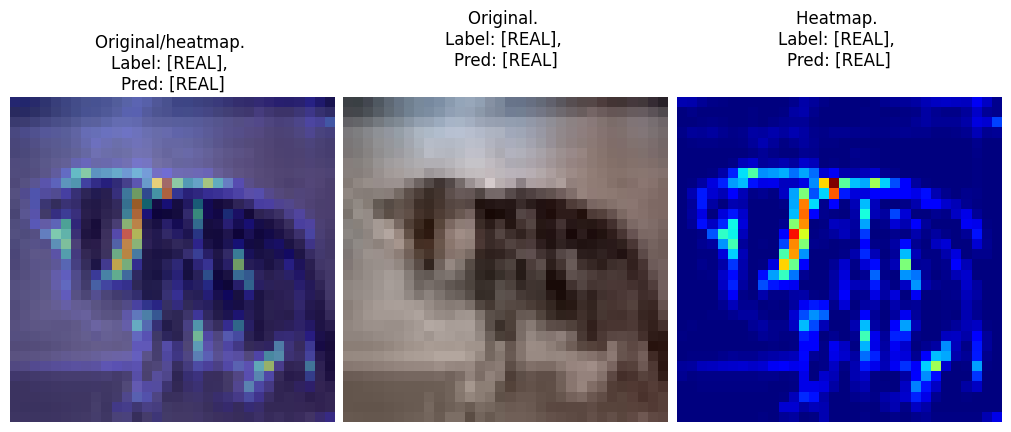 Original/heatmap.
Label: [REAL],
Pred: [REAL]
Original.
Label: [REAL],
Pred: [REAL]
Heatmap.
Label: [REAL],
Pred: [REAL]